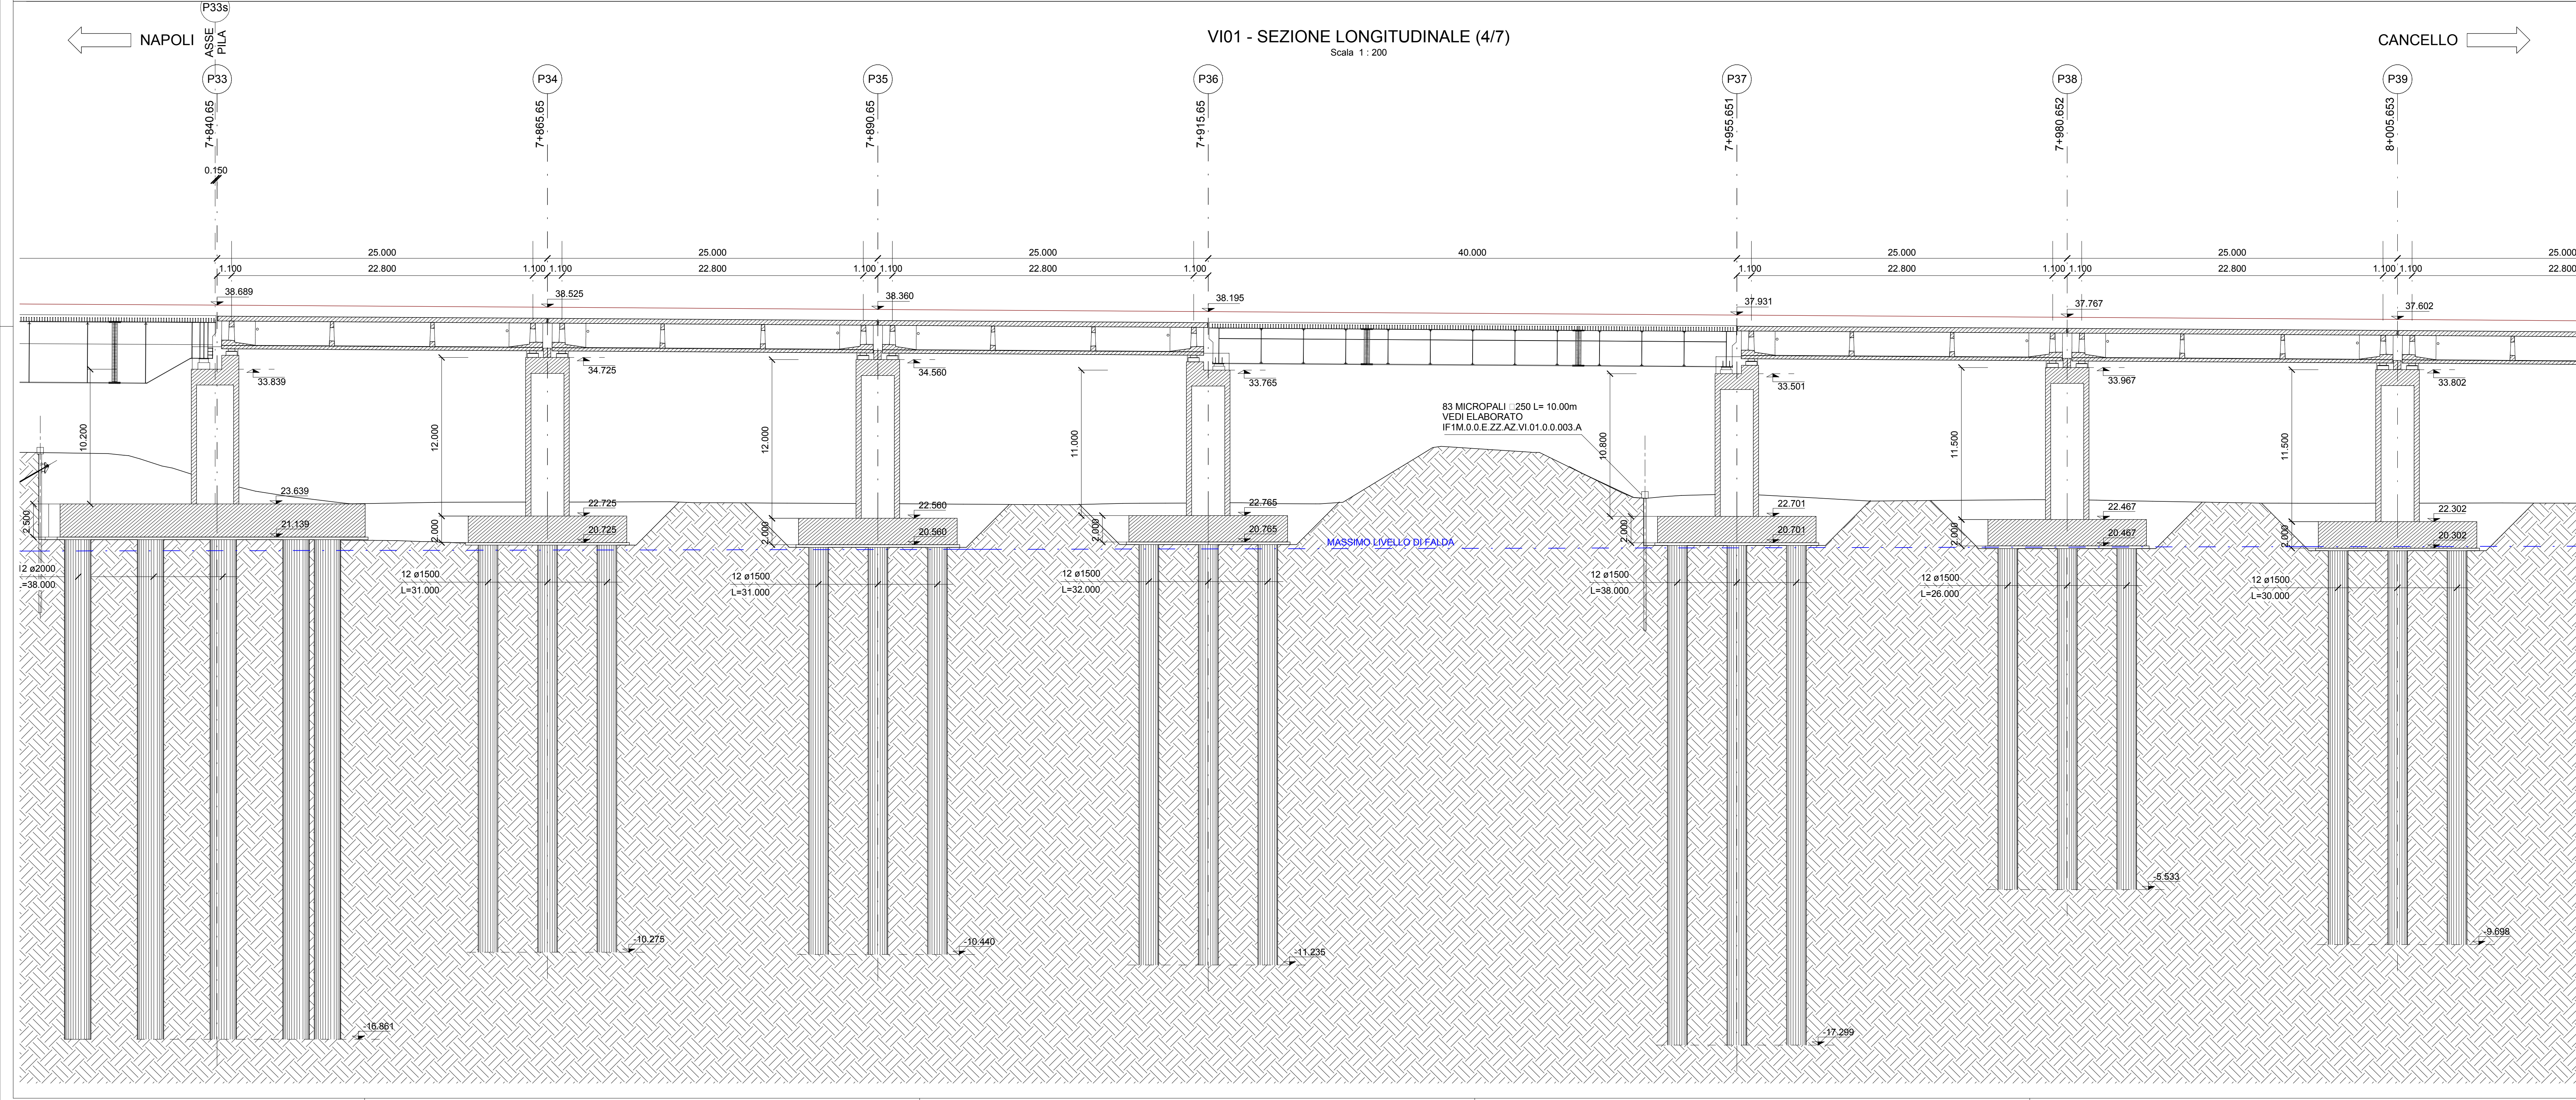 P33s
ASSE
PILA
NAPOLI
VI01 - SEZIONE LONGITUDINALE (4/7)
Scala 1 : 200
CANCELLO
P33
P34
P35
P36
P37
P38
P39
7+840.65
7+865.65
7+890.65
7+915.65
7+955.651
7+980.652
8+005.653
0.150
25.000
25.000
25.000
40.000
25.000
25.000
25.000
1.100
22.800
1.100
1.100
22.800
1.100
1.100
22.800
1.100
1.100
22.800
1.100
1.100
22.800
1.100
1.100
22.800
38.689
38.525
38.360
38.195
37.931
37.767
37.602
33.839
34.725
34.560
33.765
33.501
33.967
33.802
10.200
12.000
12.000
11.000
10.800
11.500
11.500
83 MICROPALI □250 L= 10.00m
VEDI ELABORATO
IF1M.0.0.E.ZZ.AZ.VI.01.0.0.003.A
23.639
22.725
22.560
22.765
22.701
22.467
22.302
2.500
2.000
2.000
2.000
2.000
2.000
2.000
21.139
20.725
20.560
20.765
20.701
20.467
20.302
MASSIMO LIVELLO DI FALDA
12 ø2000
L=38.000
12 ø1500
L=31.000
12 ø1500
L=31.000
12 ø1500
L=32.000
12 ø1500
L=38.000
12 ø1500
L=26.000
12 ø1500
L=30.000
-5.533
-9.698
-10.275
-10.440
-11.235
-16.861
-17.299